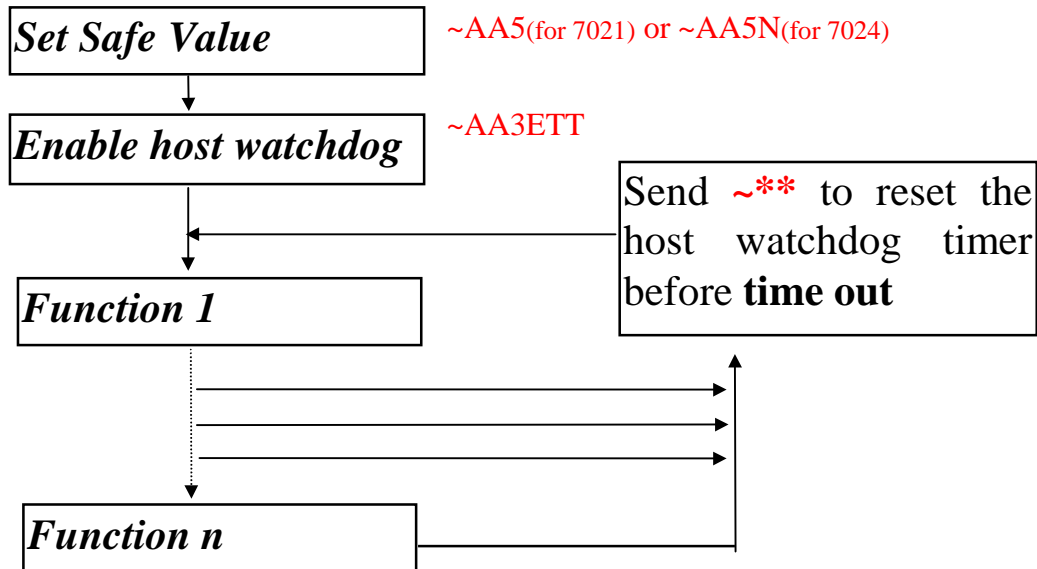 Set Safe Value
~AA5(for 7021) or ~AA5N(for 7024)
Enable host watchdog
~AA3ETT
Send ~** to reset the
host watchdog timer
before time out
Function 1
Function n